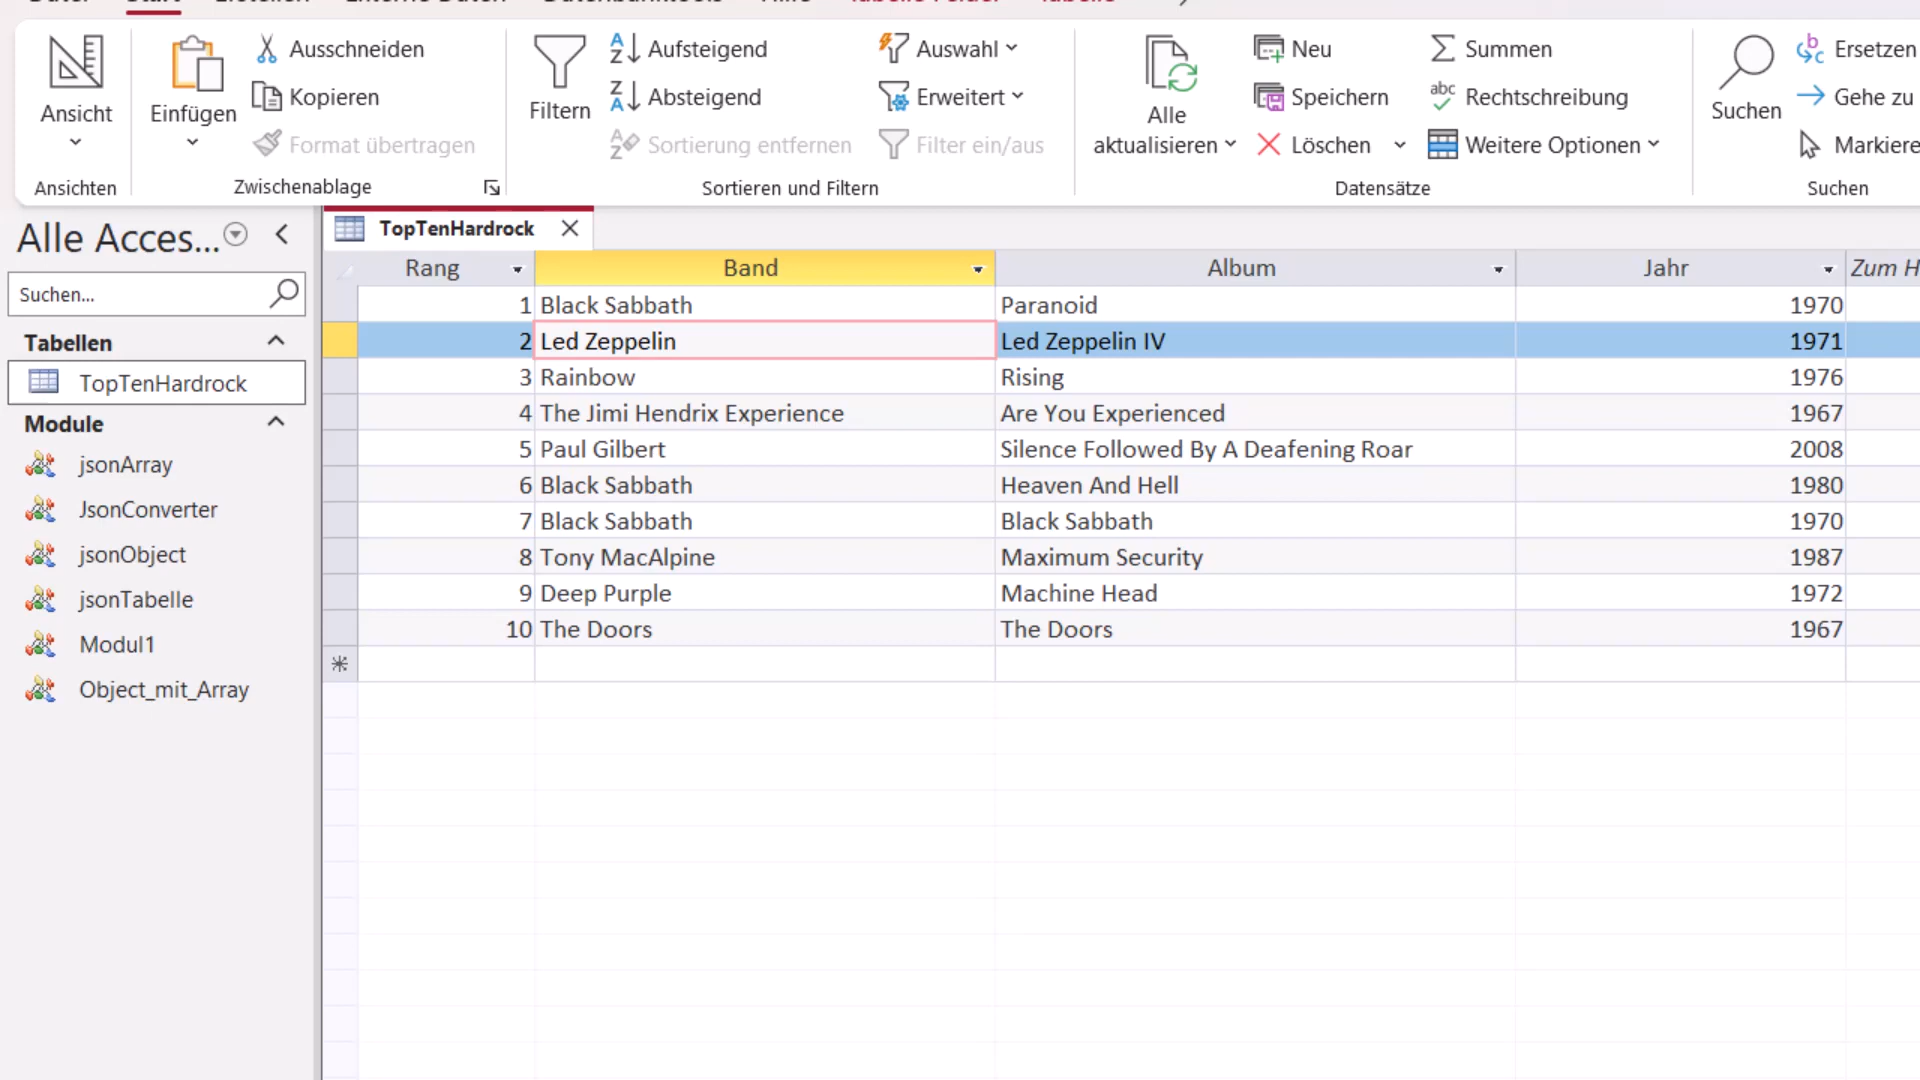 Ansicht
Ansichten
Einfügen
Ausschneiden
Kopieren
Format übertragen
Zwischenablage
Filtern
Aufsteigend
Absteigend
Sortierung entfernen
Auswahl
Erweitert
Filter ein/aus
Sortieren und Filtern
Alle
aktualisieren
Neu
Speichern
Löschen
Summen
Rechtschreibung
Weitere Optionen
Datensätze
Suchen
Ersetzen
Gehe zu
Markiere
Suchen
Alle Acces...
Suchen...
Tabellen
TopTenHardrock
Module
jsonArray
JsonConverter
jsonObject
jsonTabelle
Modul1
Object_mit_Array
TopTenHardrock
Rang Band Album Jahr Zum H
1 Black Sabbath Paranoid 1970
2 Led Zeppelin Led Zeppelin IV 1971
3 Rainbow Rising 1976
4 The Jimi Hendrix Experience Are You Experienced 1967
5 Paul Gilbert Silence Followed By A Deafening Roar 2008
6 Black Sabbath Heaven And Hell 1980
7 Black Sabbath Black Sabbath 1970
8 Tony MacAlpine Maximum Security 1987
9 Deep Purple Machine Head 1972
10 The Doors The Doors 1967